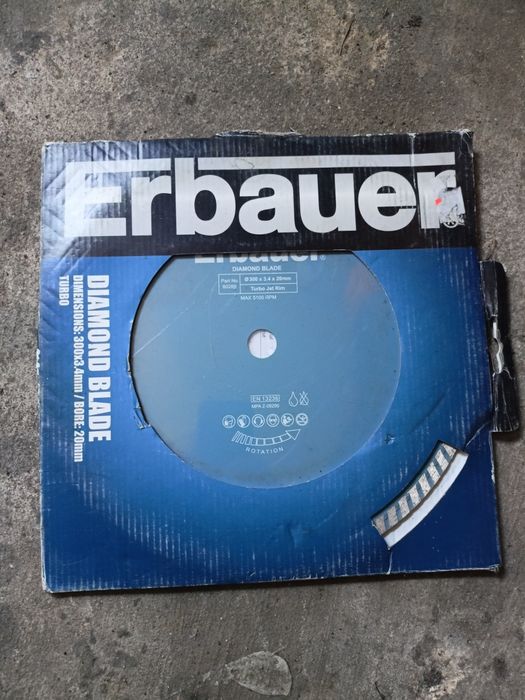 Erbauer
Erbauer®
DIAMOND BLADE
Part No
Ø 300 x 3.4 x 20mm
Turbo Jet Rim
MAX 5100 RPM
EN 13236
ROTATION
DIAMOND BLADE
DIMENSIONS: 300x3,4mm / BORE: 20mm
TURBO